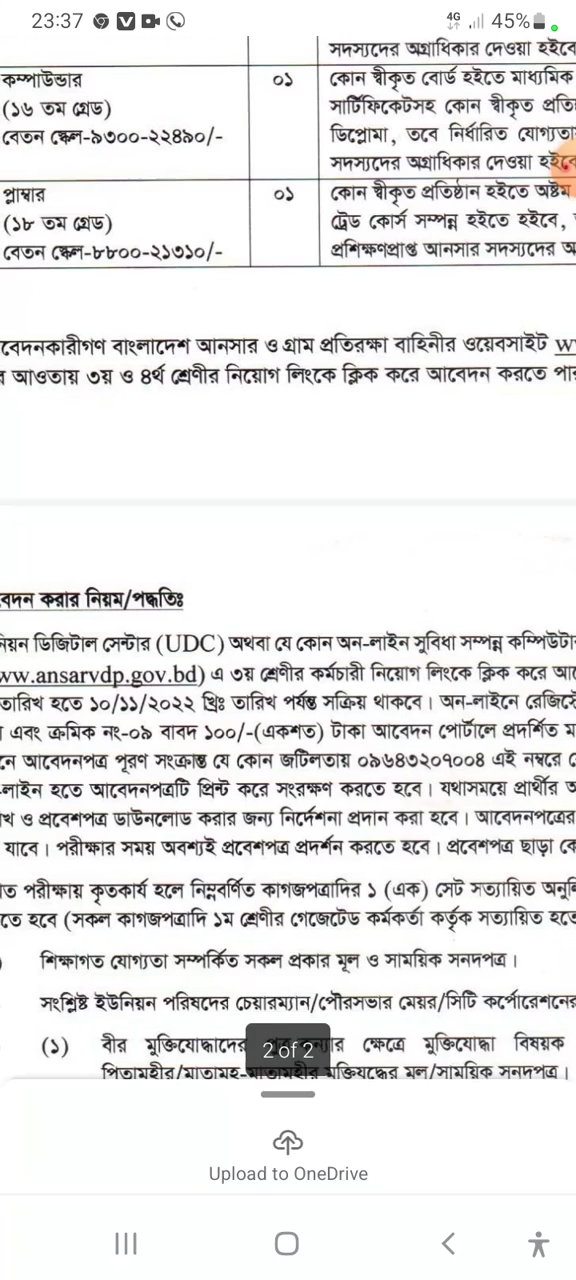 23:37
4G
45%
সদস্যদের অগ্রাধিকার দেওয়া হইবে
কম্পাউন্ডার
(১৬ তম গ্রেড)
বেতন স্কেল-৯৩০০-২২৪৯০/-
০১
কোন স্বীকৃত বোর্ড হইতে মাধ্যমিক
সার্টিফিকেটসহ কোন স্বীকৃত প্রতি
ডিপ্লোমা, তবে নির্ধারিত যোগ্যতা
সদস্যদের অগ্রাধিকার দেওয়া হইবে
প্লাম্বার
(১৮ তম গ্রেড)
বেতন স্কেল-৮৮০০-২১৩১০/-
০১
কোন স্বীকৃত প্রতিষ্ঠান হইতে অষ্টম
ট্রেড কোর্স সম্পন্ন হইতে হইবে,
প্রশিক্ষণপ্রাপ্ত আনসার সদস্যদের অ
বেদনকারীগণ বাংলাদেশ আনসার ও গ্রাম প্রতিরক্ষা বাহিনীর ওয়েবসাইট w
র আওতায় ৩য় ও ৪র্থ শ্রেণীর নিয়োগ লিংকে ক্লিক করে আবেদন করতে পার
বেদন করার নিয়ম/পদ্ধতিঃ
নিয়ন ডিজিটাল সেন্টার (UDC) অথবা যে কোন অন-লাইন সুবিধা সম্পন্ন কম্পিউটা
ww.ansarvdp.gov.bd) এ ৩য় শ্রেণীর কর্মচারী নিয়োগ লিংকে ক্লিক করে আ
তারিখ হতে ১০/১১/২০২২ খ্রিঃ তারিখ পর্যন্ত সক্রিয় থাকবে। অন-লাইনে রেজিস্ট্রে
এবং ক্রমিক নং-০৯ বাবদ ১০০/-(একশত) টাকা আবেদন পোর্টালে প্রদর্শিত ম
নে আবেদনপত্র পূরণ সংক্রান্ত যে কোন জটিলতায় ০৯৬৪৩২০৭০০৪ এই নম্বরে
লাইন হতে আবেদনপত্রটি প্রিন্ট করে সংরক্ষণ করতে হবে। যথাসময়ে প্রার্থীর
খ ও প্রবেশপত্র ডাউনলোড করার জন্য নির্দেশনা প্রদান করা হবে। আবেদনপত্রের
যাবে। পরীক্ষার সময় অবশ্যই প্রবেশপত্র প্রদর্শন করতে হবে। প্রবেশপত্র ছাড়া কে
ত পরীক্ষায় কৃতকার্য হলে নিম্নবর্ণিত কাগজপত্রাদির ১ (এক) সেট সত্যায়িত অনুলি
তে হবে (সকল কাগজপত্রাদি ১ম শ্রেণীর গেজেটেড কর্মকর্তা কর্তৃক সত্যায়িত হতে
শিক্ষাগত যোগ্যতা সম্পর্কিত সকল প্রকার মূল ও সাময়িক সনদপত্র।
সংশ্লিষ্ট ইউনিয়ন পরিষদের চেয়ারম্যান/পৌরসভার মেয়র/সিটি কর্পোরেশনের
(১) বীর মুক্তিযোদ্ধাদের ক্ষেত্রে মুক্তিযোদ্ধা বিষয়ক
2 of 2
পিতামহীর/মাতামহ-মাতামহীর মুক্তিযুদ্ধের মূল/সাময়িক সনদপত্র।
Upload to OneDrive